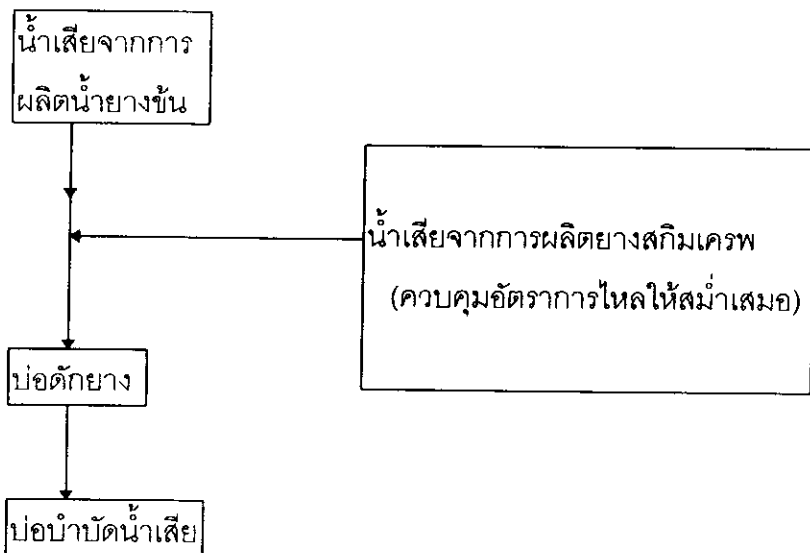 น้ำเสียจากการ
ผลิตน้ำยางข้น
น้ำเสียจากการผลิตยางสกิมเครพ
(ควบคุมอัตราการไหลให้สม่ำเสมอ)
บ่อดักยาง
บ่อบำบัดน้ำเสีย